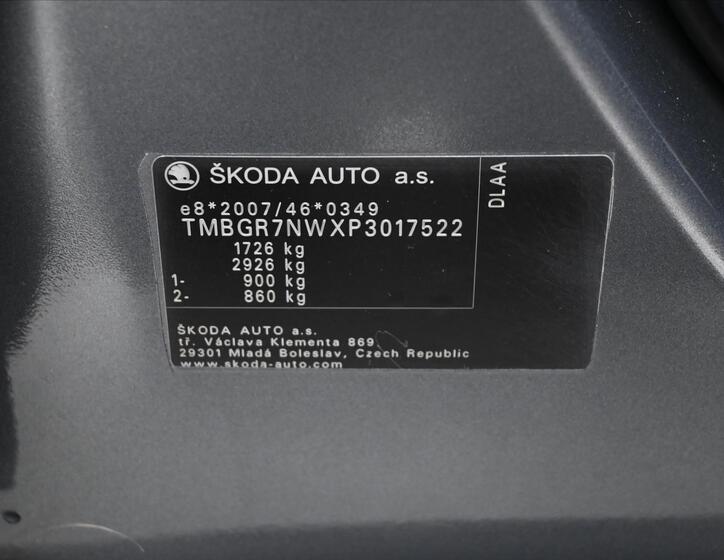 ŠKODA AUTO a.s.
DLAA
e8*2007/46*0349
TMBGR7NWXP3017522
1726 kg
2926 kg
1- 900 kg
2- 860 kg
ŠKODA AUTO a.s.
tř. Václava Klementa 869
29301 Mladá Boleslav, Czech Republic
www.skoda-auto.com